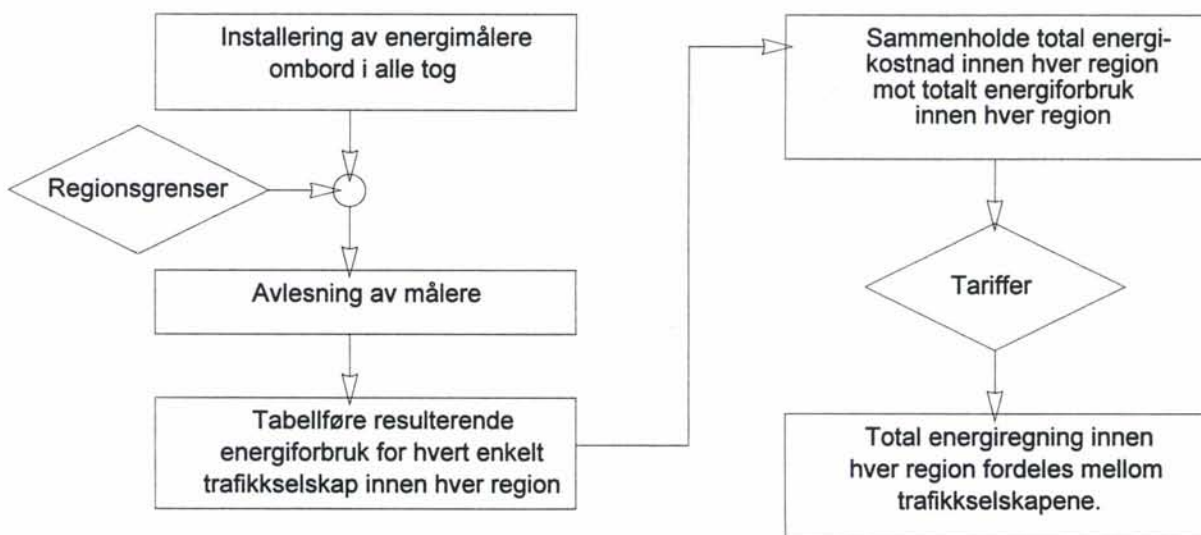 Installering av energimålere
ombord i alle tog
Regionsgrenser
Avlesning av målere
Tabellføre resulterende
energiforbruk for hvert enkelt
trafikkselskap innen hver region
Sammenholde total energi-
kostnad innen hver region
mot totalt energiforbruk
innen hver region
Tariffer
Total energiregning innen
hver region fordeles mellom
trafikkselskapene.